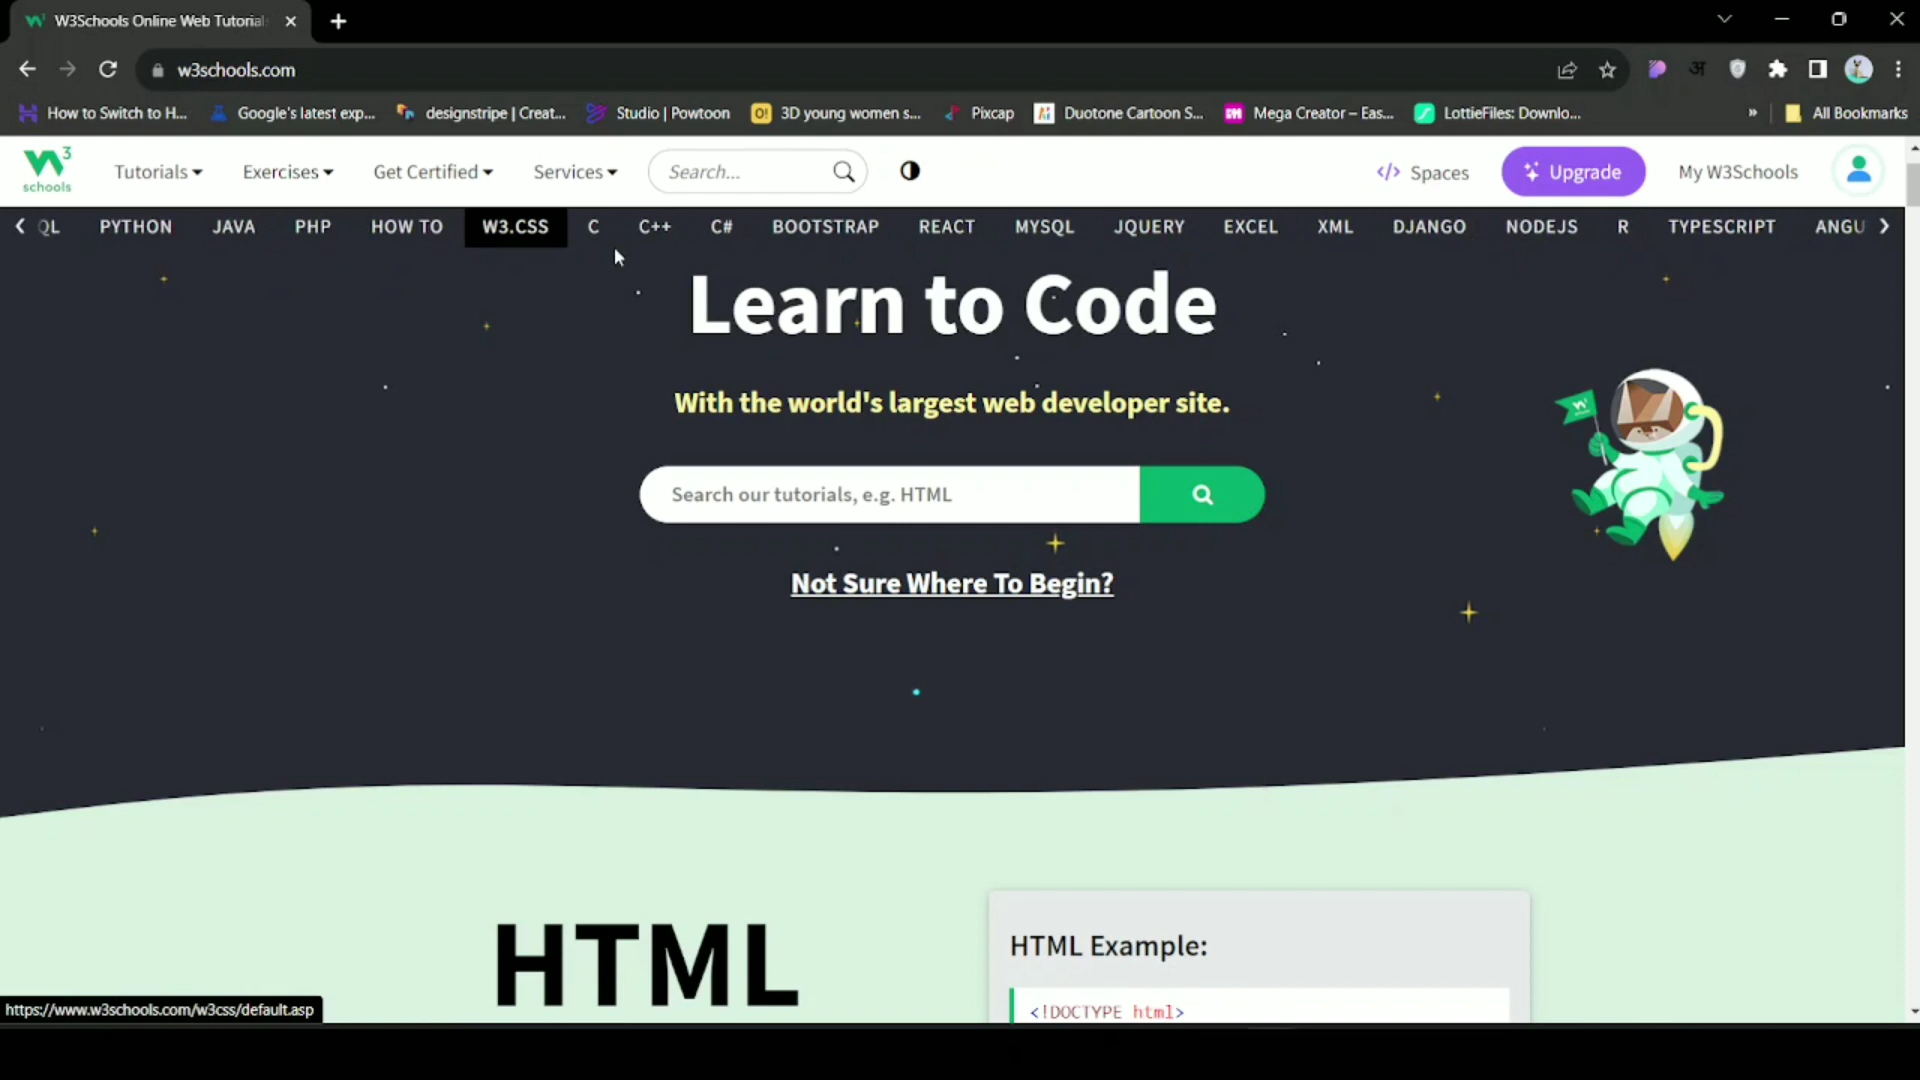 W3Schools Online Web Tutorial
w3schools.com
How to Switch to H... Google's latest exp... designstripe | Creat... Studio | Powtoon 3D young women s... Pixcap Duotone Cartoon S... Mega Creator – Eas... LottieFiles: Downlo... » All Bookmarks
W3 schools Tutorials Exercises Get Certified Services Search... </> Spaces Upgrade My W3Schools
QL PYTHON JAVA PHP HOW TO W3.CSS C C++ C# BOOTSTRAP REACT MYSQL JQUERY EXCEL XML DJANGO NODEJS R TYPESCRIPT ANGU
Learn to Code
With the world's largest web developer site.
Search our tutorials, e.g. HTML
Not Sure Where To Begin?
HTML
HTML Example:
<!DOCTYPE html>
https://www.w3schools.com/w3css/default.asp